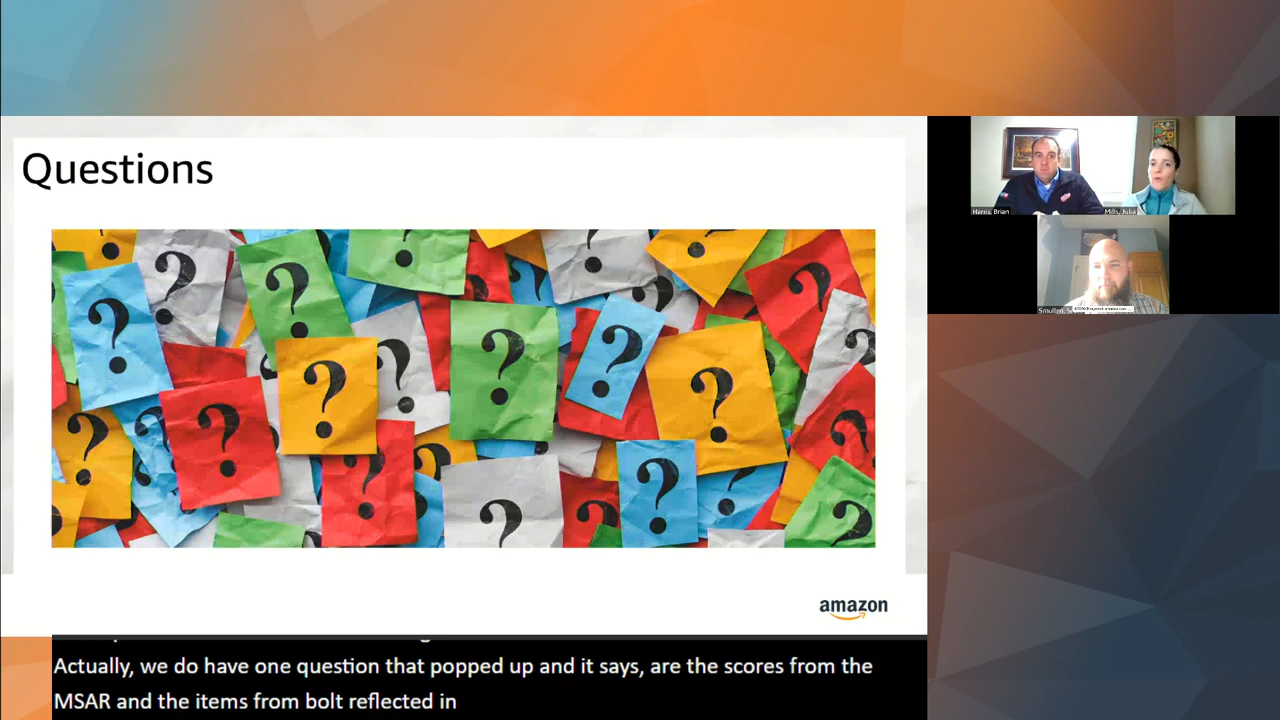 Questions
amazon
Harris, Brian
Mills, Julia
Smullen, S
Actually, we do have one question that popped up and it says, are the scores from the
MSAR and the items from bolt reflected in